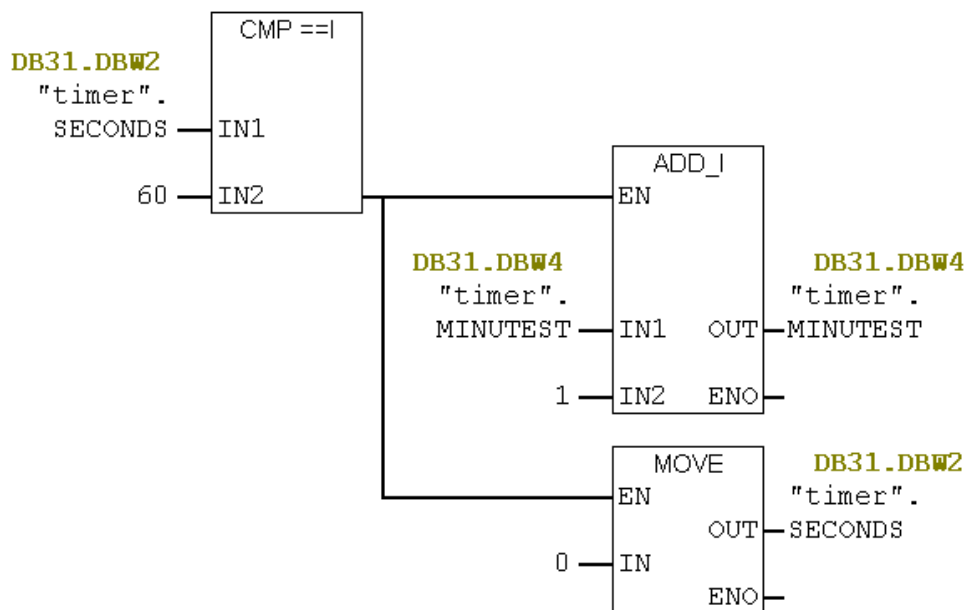 CMP ==I
DB31.DBW2
"timer".
SECONDS
IN1
60
IN2
ADD_I
EN
DB31.DBW4
"timer".
MINUTEST
IN1
OUT
DB31.DBW4
"timer".
MINUTEST
1
IN2
ENO
MOVE
EN
DB31.DBW2
"timer".
OUT
SECONDS
0
IN
ENO